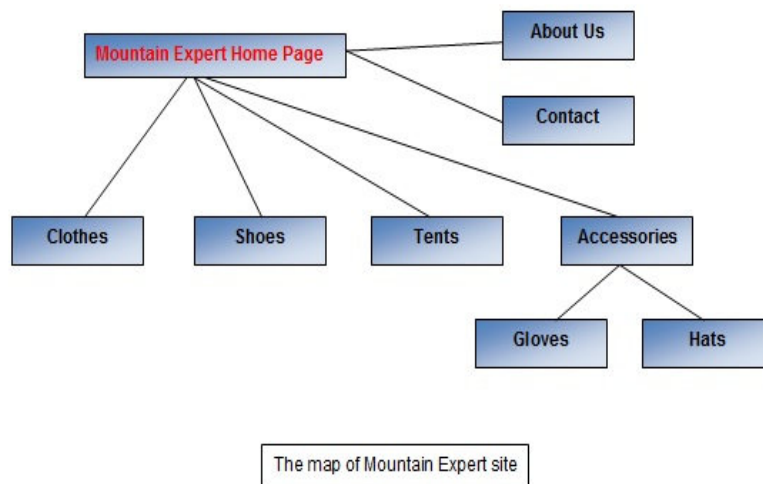 Mountain Expert Home Page
About Us
Contact
Clothes
Shoes
Tents
Accessories
Gloves
Hats
The map of Mountain Expert site